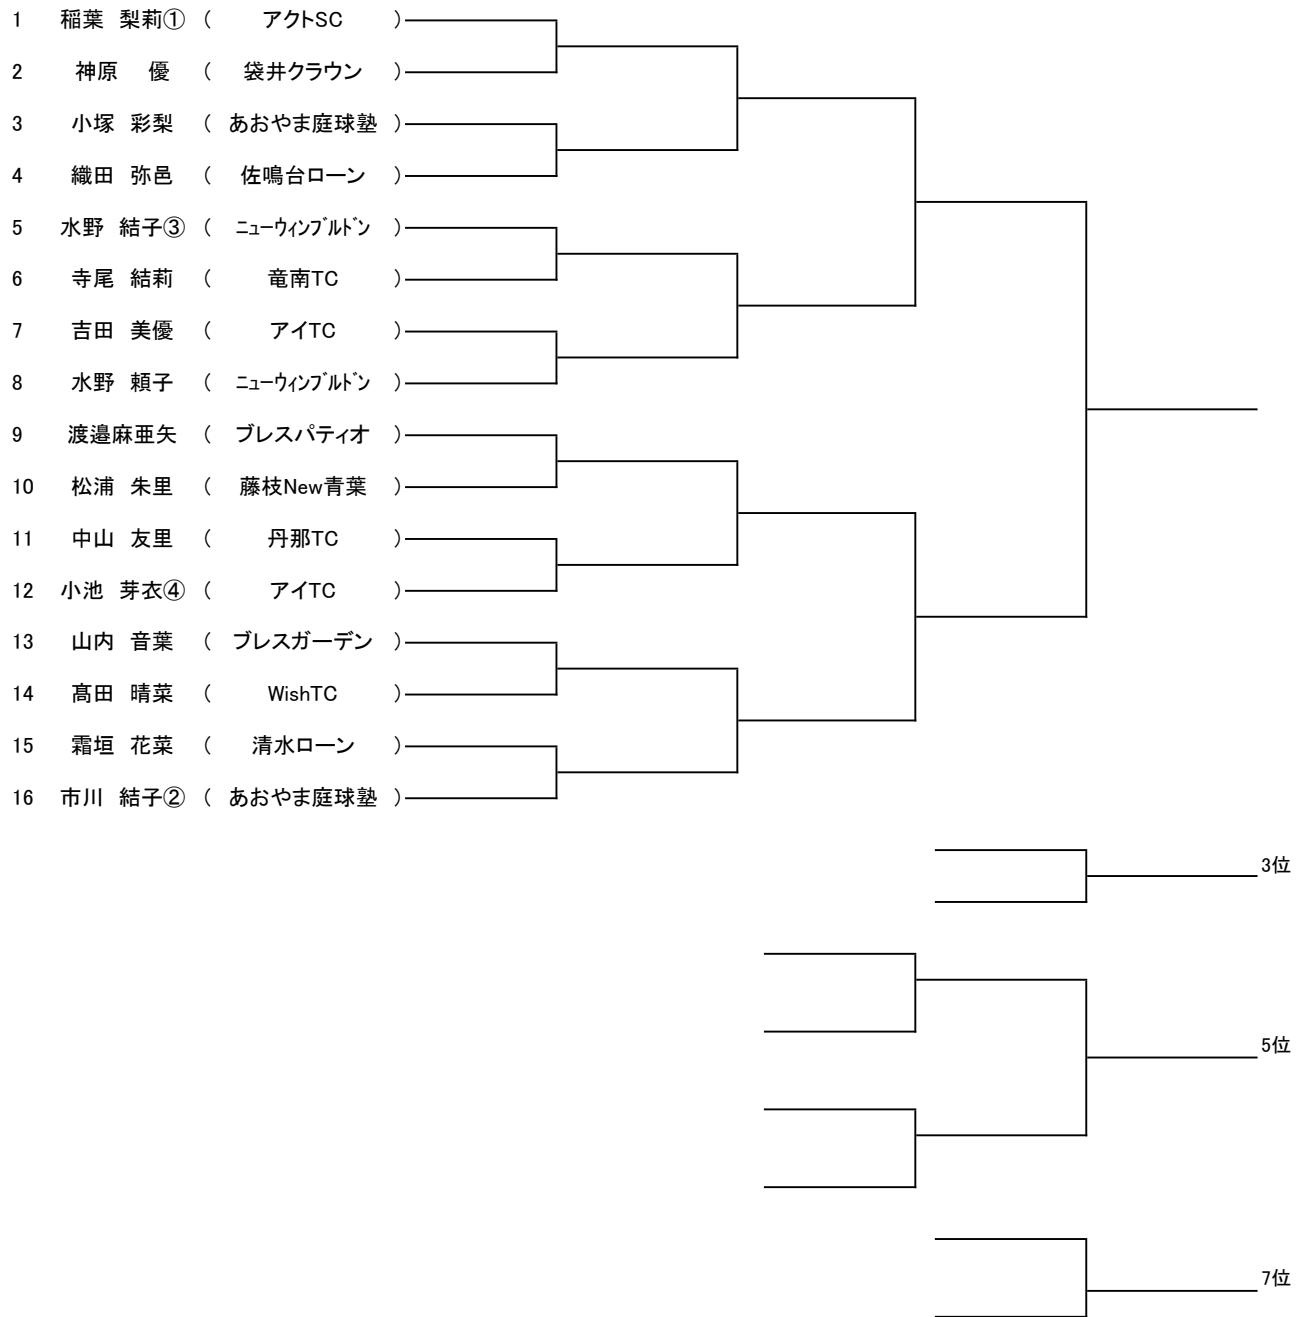 1 稲葉 梨莉① ( アクトSC )
2 神原 優 ( 袋井クラウン )
3 小塚 彩梨 ( あおやま庭球塾 )
4 織田 弥邑 ( 佐鳴台ローン )
5 水野 結子③ ( ﾆｭｰｳｨﾝﾌﾞﾙﾄﾞﾝ )
6 寺尾 結莉 ( 竜南TC )
7 吉田 美優 ( アイTC )
8 水野 頼子 ( ﾆｭｰｳｨﾝﾌﾞﾙﾄﾞﾝ )
9 渡邉麻亜矢 ( ブレスパティオ )
10 松浦 朱里 ( 藤枝New青葉 )
11 中山 友里 ( 丹那TC )
12 小池 芽衣④ ( アイTC )
13 山内 音葉 ( ブレスガーデン )
14 髙田 晴菜 ( WishTC )
15 霜垣 花菜 ( 清水ローン )
16 市川 結子② ( あおやま庭球塾 )
3位
5位
7位